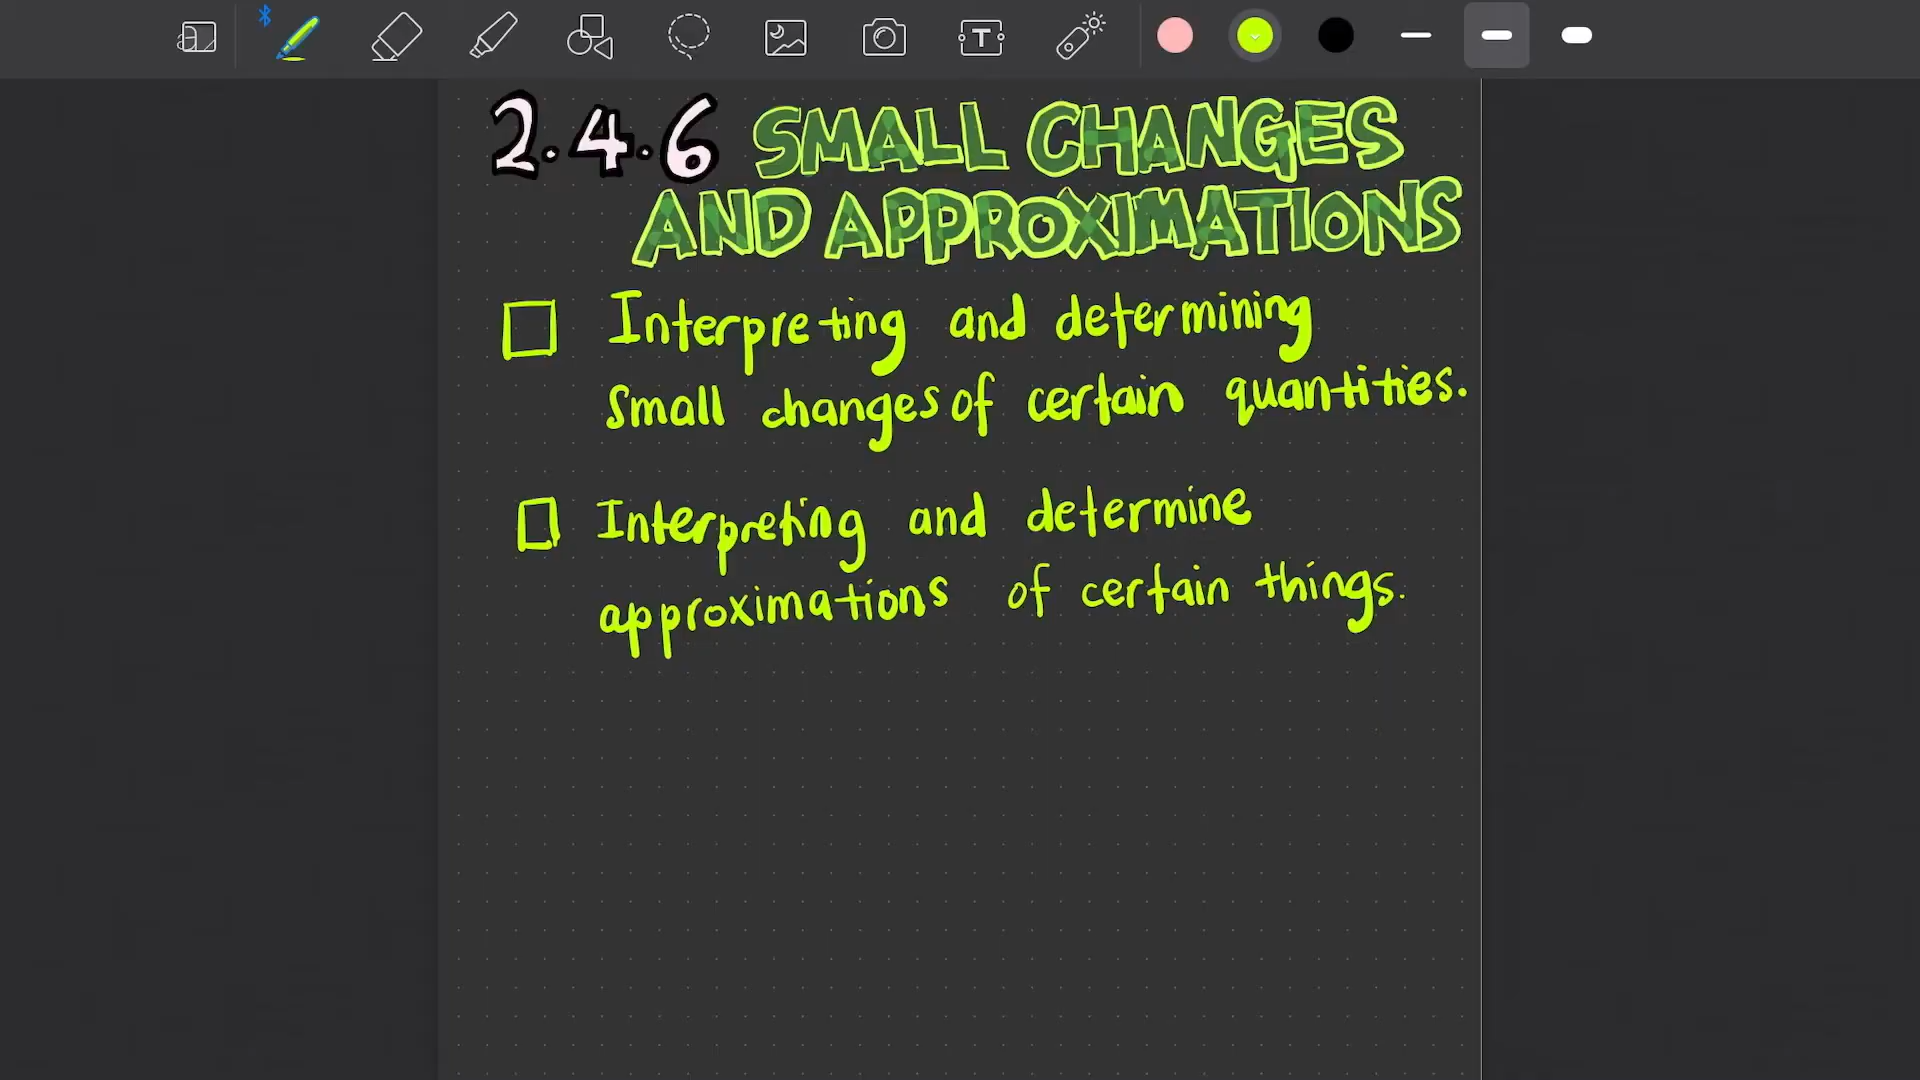 2.4.6 SMALL CHANGES
AND APPROXIMATIONS
Interpreting and determining
small changes of certain quantities.
Interpreting and determine
approximations of certain things.